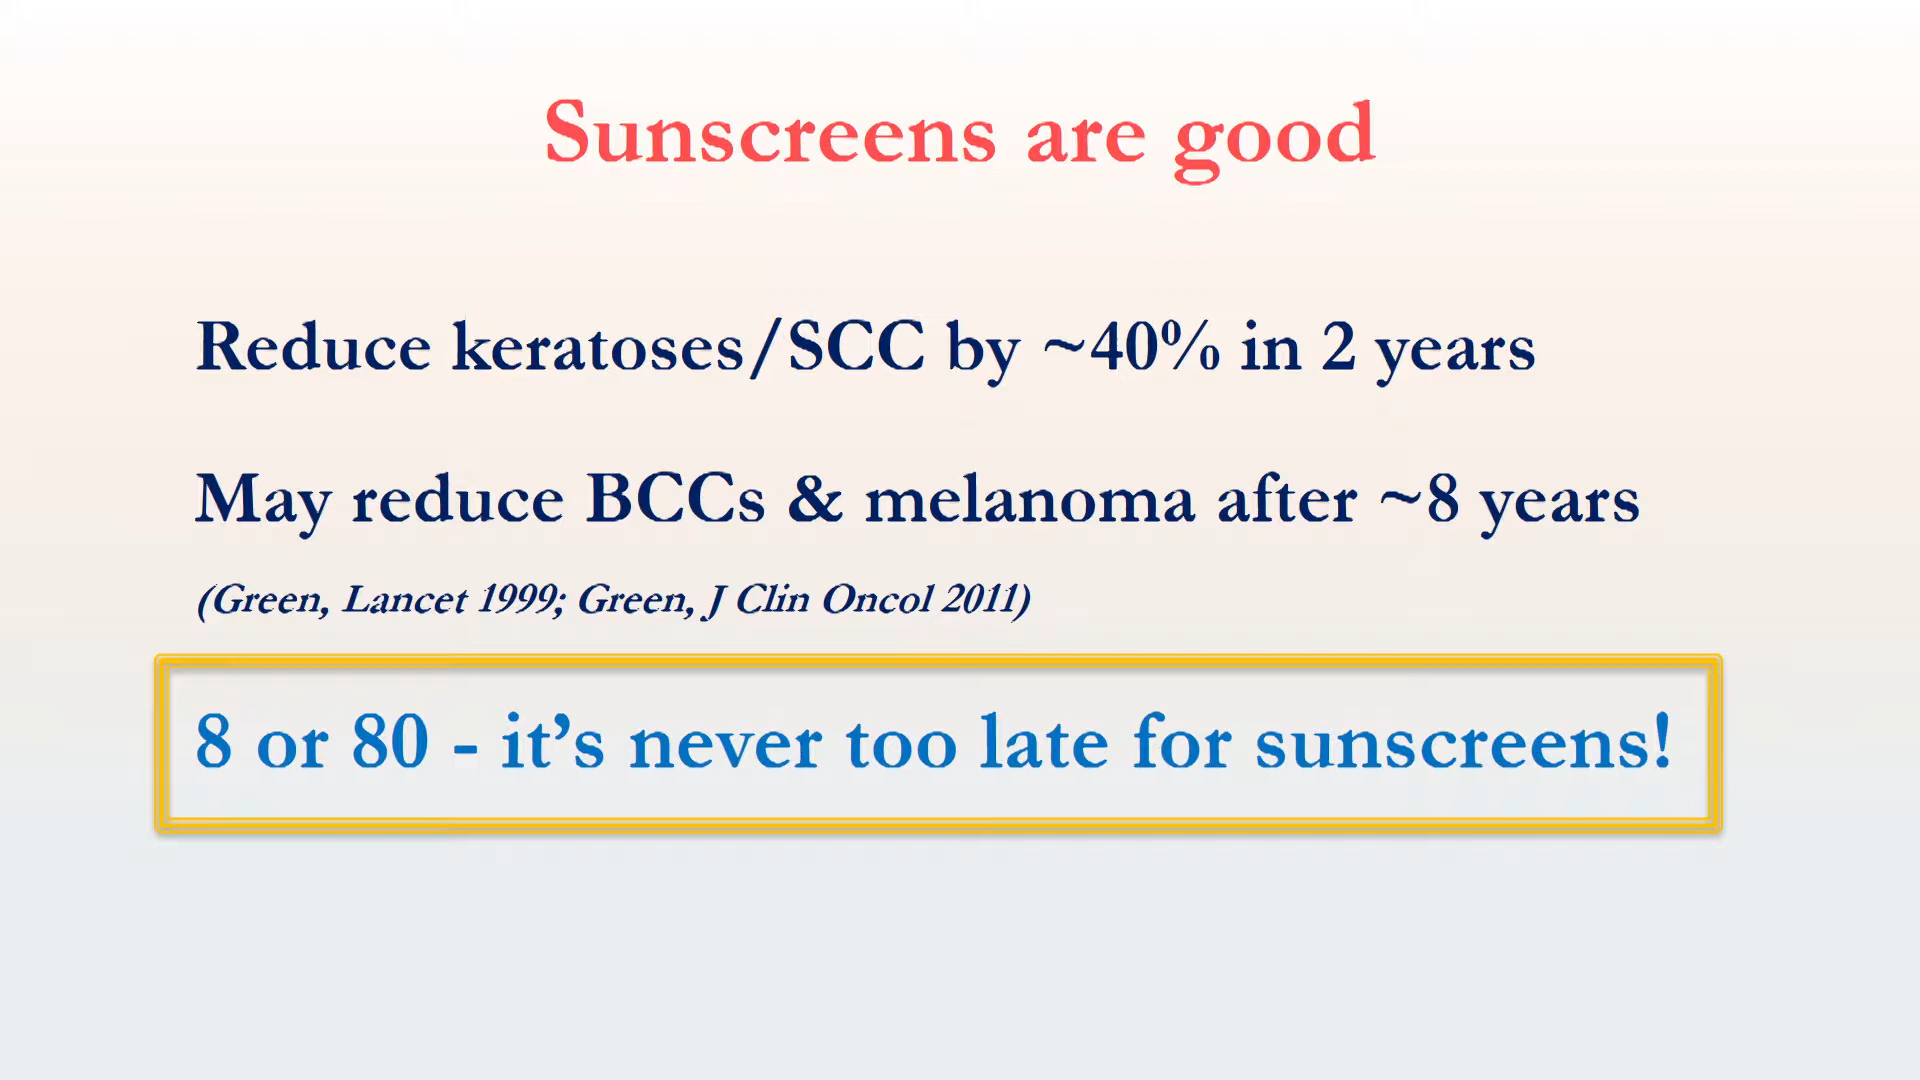 Sunscreens are good
Reduce keratoses/SCC by ~40% in 2 years
May reduce BCCs & melanoma after ~8 years
(Green, Lancet 1999; Green, J Clin Oncol 2011)
8 or 80 - it’s never too late for sunscreens!